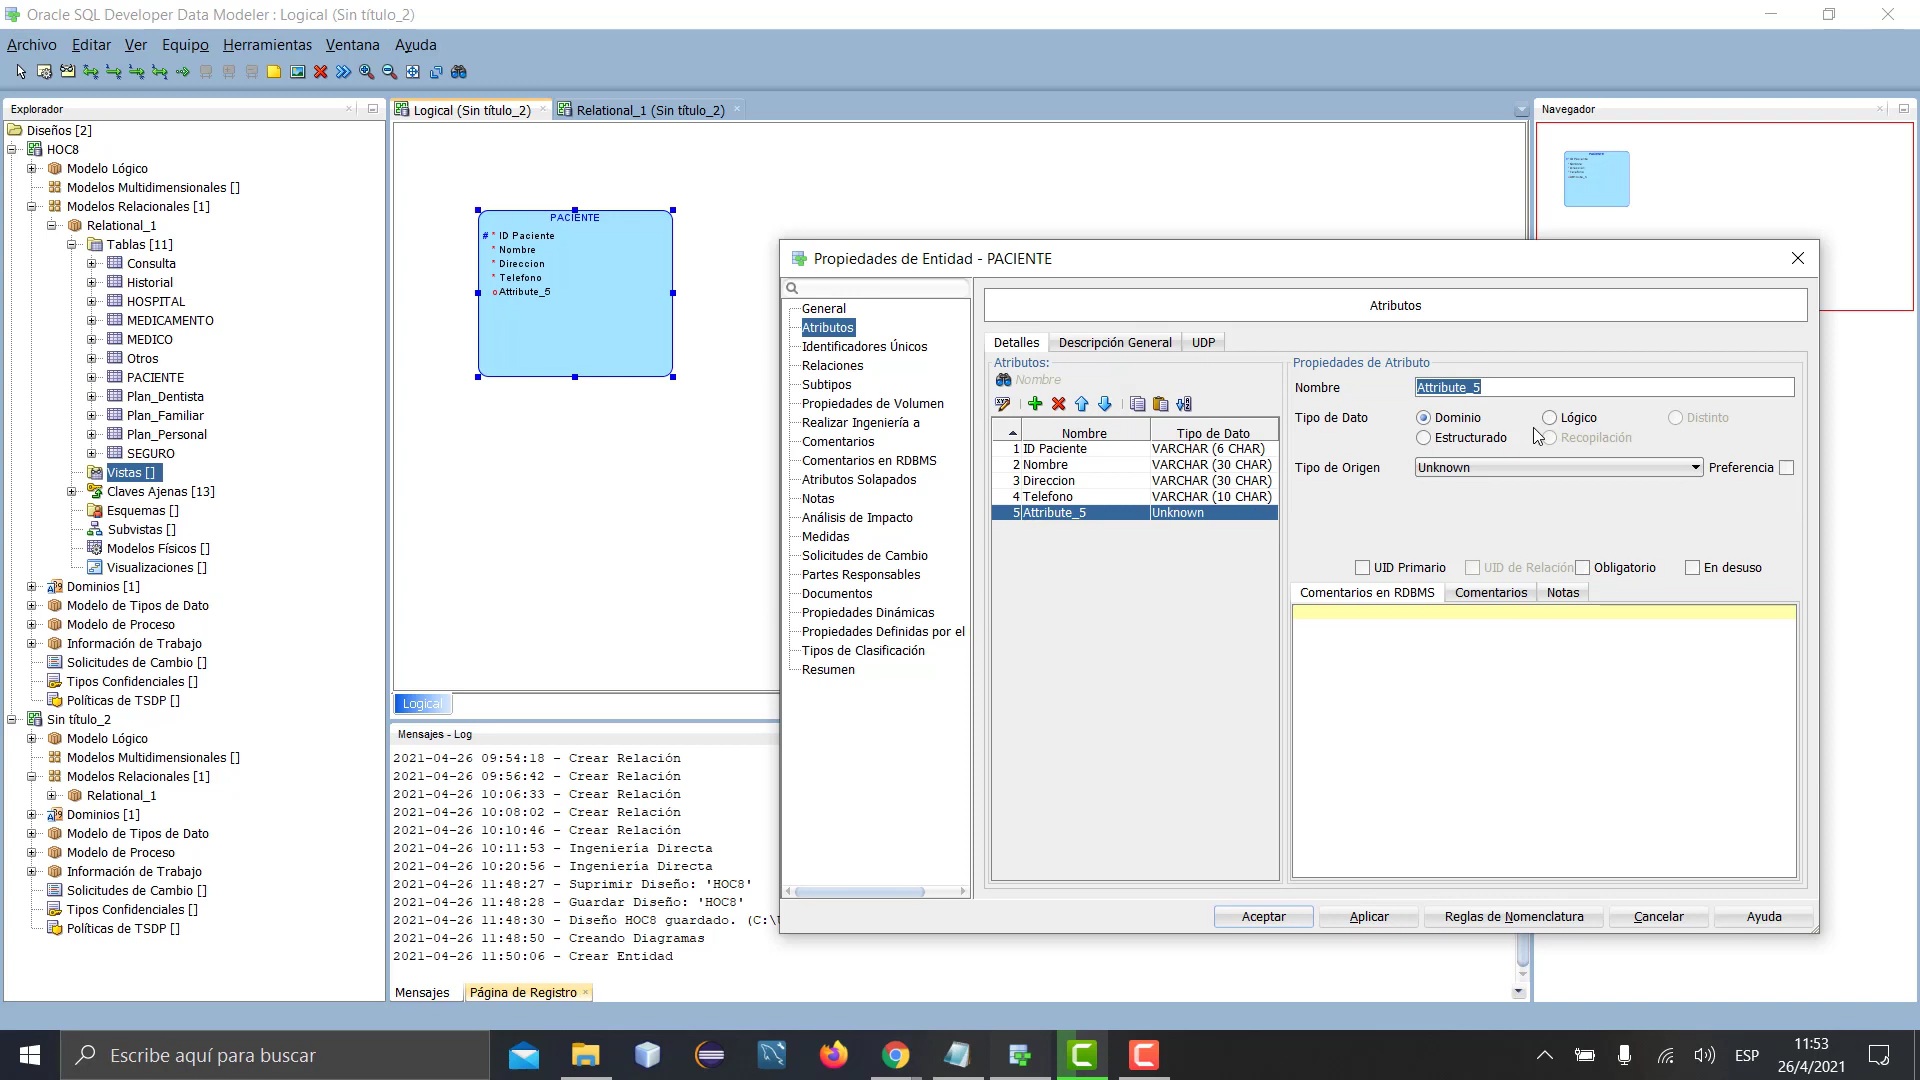 Oracle SQL Developer Data Modeler : Logical (Sin título_2)
Archivo Editar Ver Equipo Herramientas Ventana Ayuda
Explorador
Diseños [2]
HOC8
Modelo Lógico
Modelos Multidimensionales []
Modelos Relacionales [1]
Relational_1
Tablas [11]
Consulta
Historial
HOSPITAL
MEDICAMENTO
MEDICO
Otros
PACIENTE
Plan_Dentista
Plan_Familiar
Plan_Personal
SEGURO
Vistas []
Claves Ajenas [13]
Esquemas []
Subvistas []
Modelos Físicos []
Visualizaciones []
Dominios [1]
Modelo de Tipos de Dato
Modelo de Proceso
Información de Trabajo
Solicitudes de Cambio []
Tipos Confidenciales []
Políticas de TSDP []
Sin título_2
Modelo Lógico
Modelos Multidimensionales []
Modelos Relacionales [1]
Relational_1
Dominios [1]
Modelo de Tipos de Dato
Modelo de Proceso
Información de Trabajo
Solicitudes de Cambio []
Tipos Confidenciales []
Políticas de TSDP []
Logical (Sin título_2) Relational_1 (Sin título_2)
PACIENTE
# * ID Paciente
* Nombre
* Direccion
* Telefono
o Attribute_5
Logical
Mensajes - Log
2021-04-26 09:54:18 - Crear Relación
2021-04-26 09:56:42 - Crear Relación
2021-04-26 10:06:33 - Crear Relación
2021-04-26 10:08:02 - Crear Relación
2021-04-26 10:10:46 - Crear Relación
2021-04-26 10:11:53 - Ingeniería Directa
2021-04-26 10:20:56 - Ingeniería Directa
2021-04-26 11:48:27 - Suprimir Diseño: 'HOC8'
2021-04-26 11:48:28 - Guardar Diseño: 'HOC8'
2021-04-26 11:48:30 - Diseño HOC8 guardado. (C:\
2021-04-26 11:48:50 - Creando Diagramas
2021-04-26 11:50:06 - Crear Entidad
Mensajes Página de Registro
Navegador
Propiedades de Entidad - PACIENTE
General
Atributos
Identificadores Únicos
Relaciones
Subtipos
Propiedades de Volumen
Realizar Ingeniería a
Comentarios
Comentarios en RDBMS
Atributos Solapados
Notas
Análisis de Impacto
Medidas
Solicitudes de Cambio
Partes Responsables
Documentos
Propiedades Dinámicas
Propiedades Definidas por el
Tipos de Clasificación
Resumen
Atributos
Detalles Descripción General UDP
Atributos:
Nombre
Nombre Tipo de Dato
1 ID Paciente VARCHAR (6 CHAR)
2 Nombre VARCHAR (30 CHAR)
3 Direccion VARCHAR (30 CHAR)
4 Telefono VARCHAR (10 CHAR)
5 Attribute_5 Unknown
Propiedades de Atributo
Nombre Attribute_5
Tipo de Dato Dominio Lógico Distinto
Estructurado Recopilación
Tipo de Origen Unknown Preferencia
UID Primario UID de Relación Obligatorio En desuso
Comentarios en RDBMS Comentarios Notas
Aceptar Aplicar Reglas de Nomenclatura Cancelar Ayuda
Escribe aquí para buscar
ESP
11:53
26/4/2021